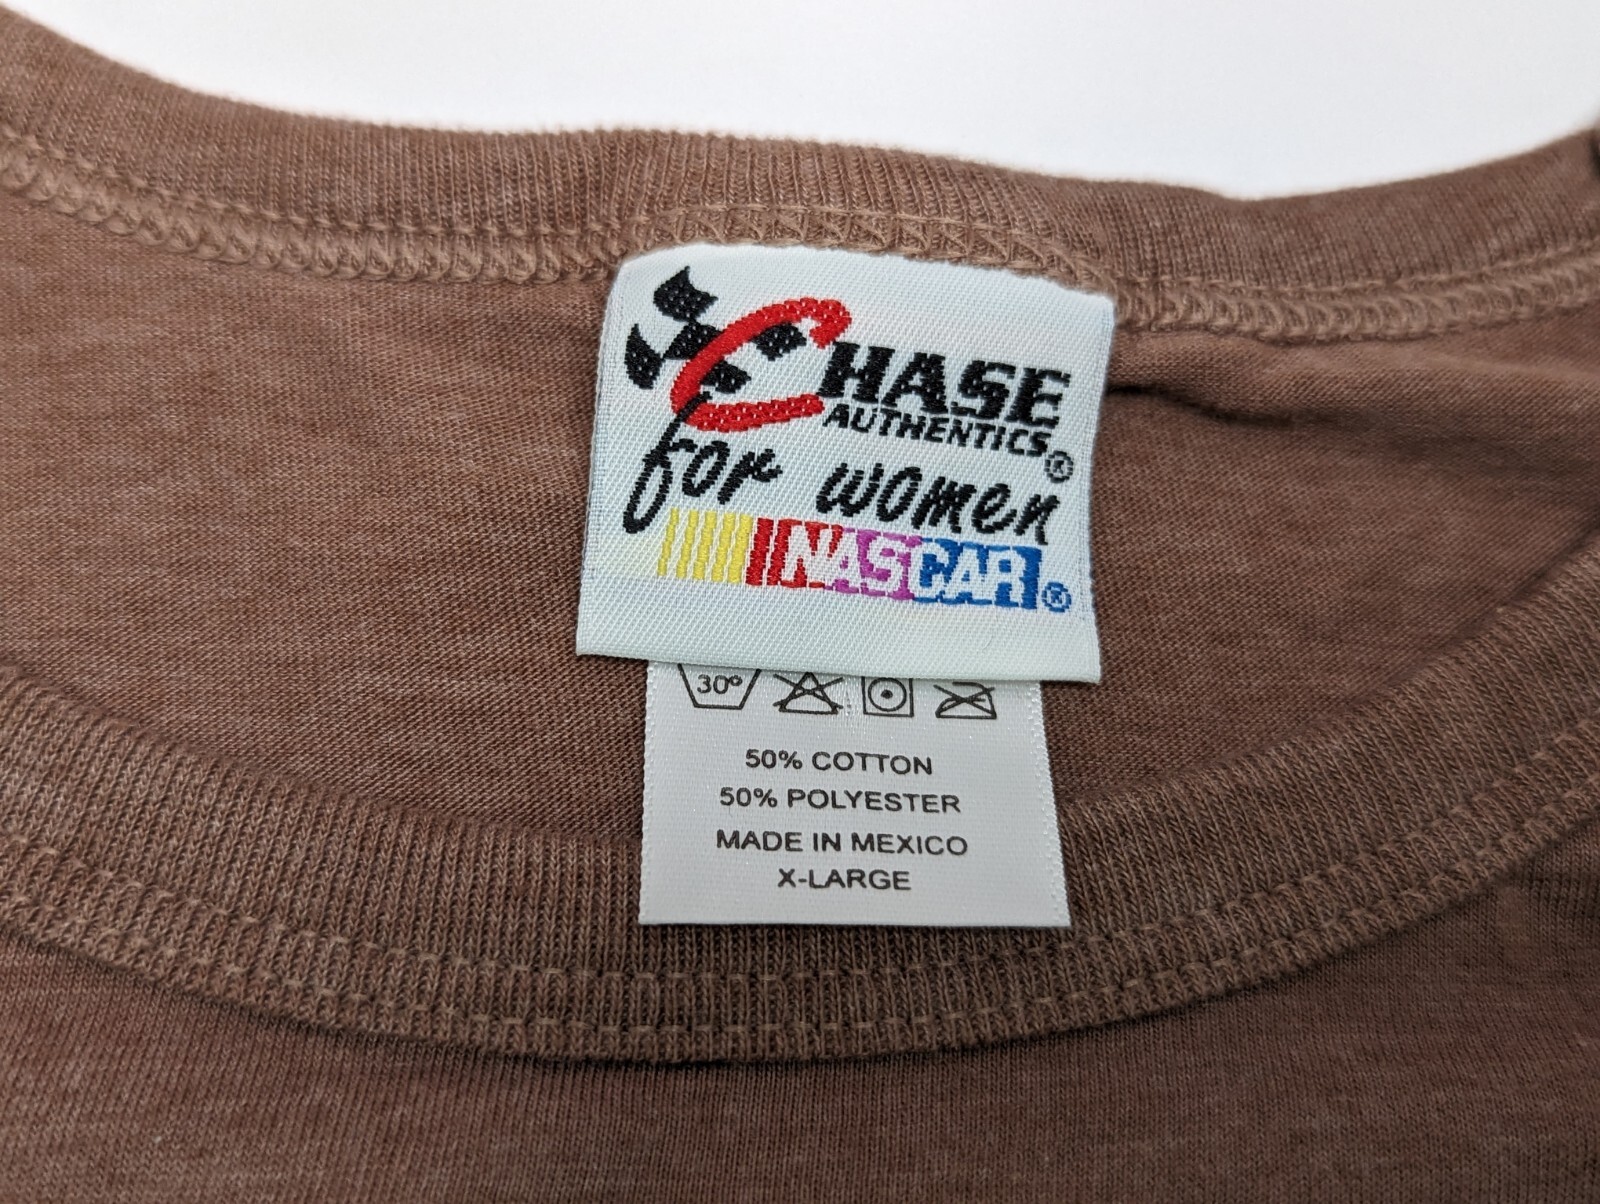 CHASE
AUTHENTICS®
for women
NASCAR®
30°
50% COTTON
50% POLYESTER
MADE IN MEXICO
X-LARGE